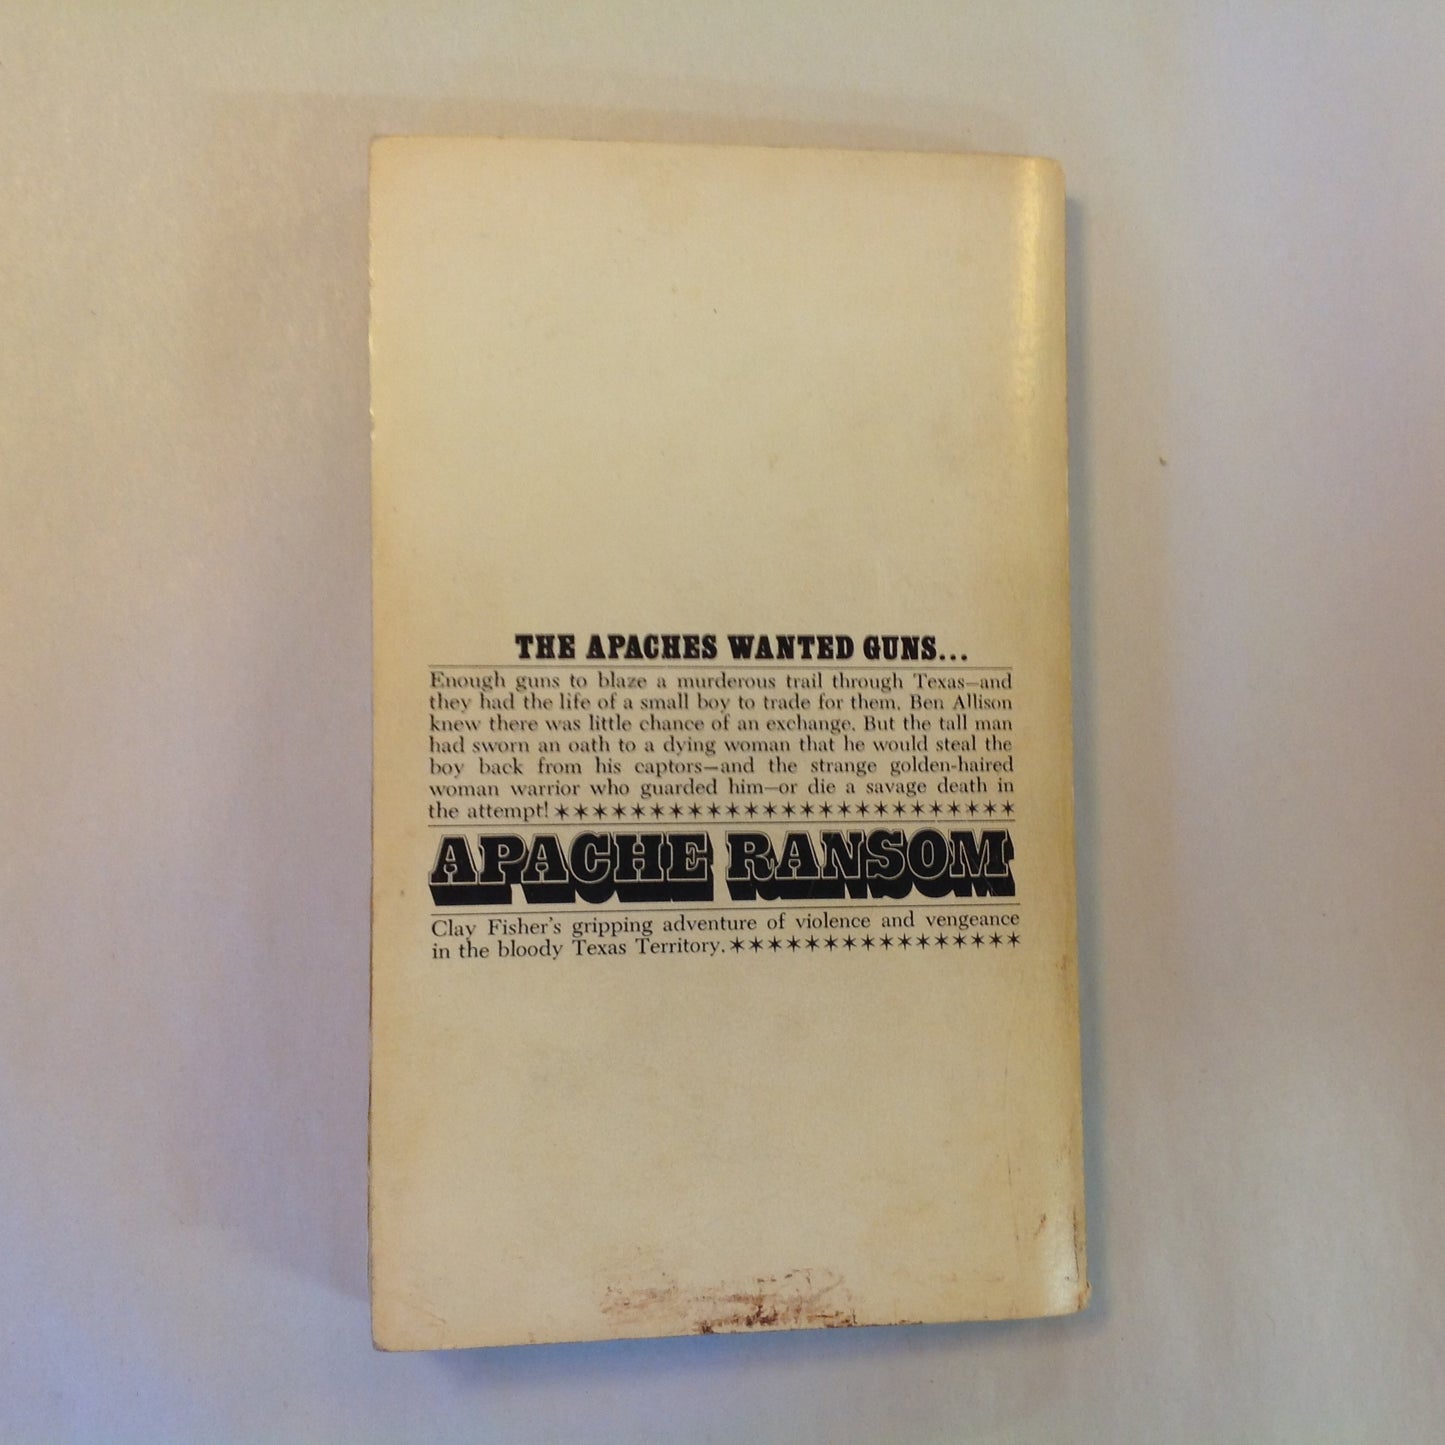 THE APACHES WANTED GUNS...
Enough guns to blaze a murderous trail through Texas—and
they had the life of a small boy to trade for them. Ben Allison
knew there was little chance of an exchange. But the tall man
had sworn an oath to a dying woman that he would steal the
boy back from his captors—and the strange golden-haired
woman warrior who guarded him—or die a savage death in
the attempt! ✶✶✶✶✶✶✶✶✶✶✶✶✶✶✶✶✶✶✶✶✶✶✶✶✶
APACHE RANSOM
Clay Fisher's gripping adventure of violence and vengeance
in the bloody Texas Territory. ✶✶✶✶✶✶✶✶✶✶✶✶✶✶✶✶